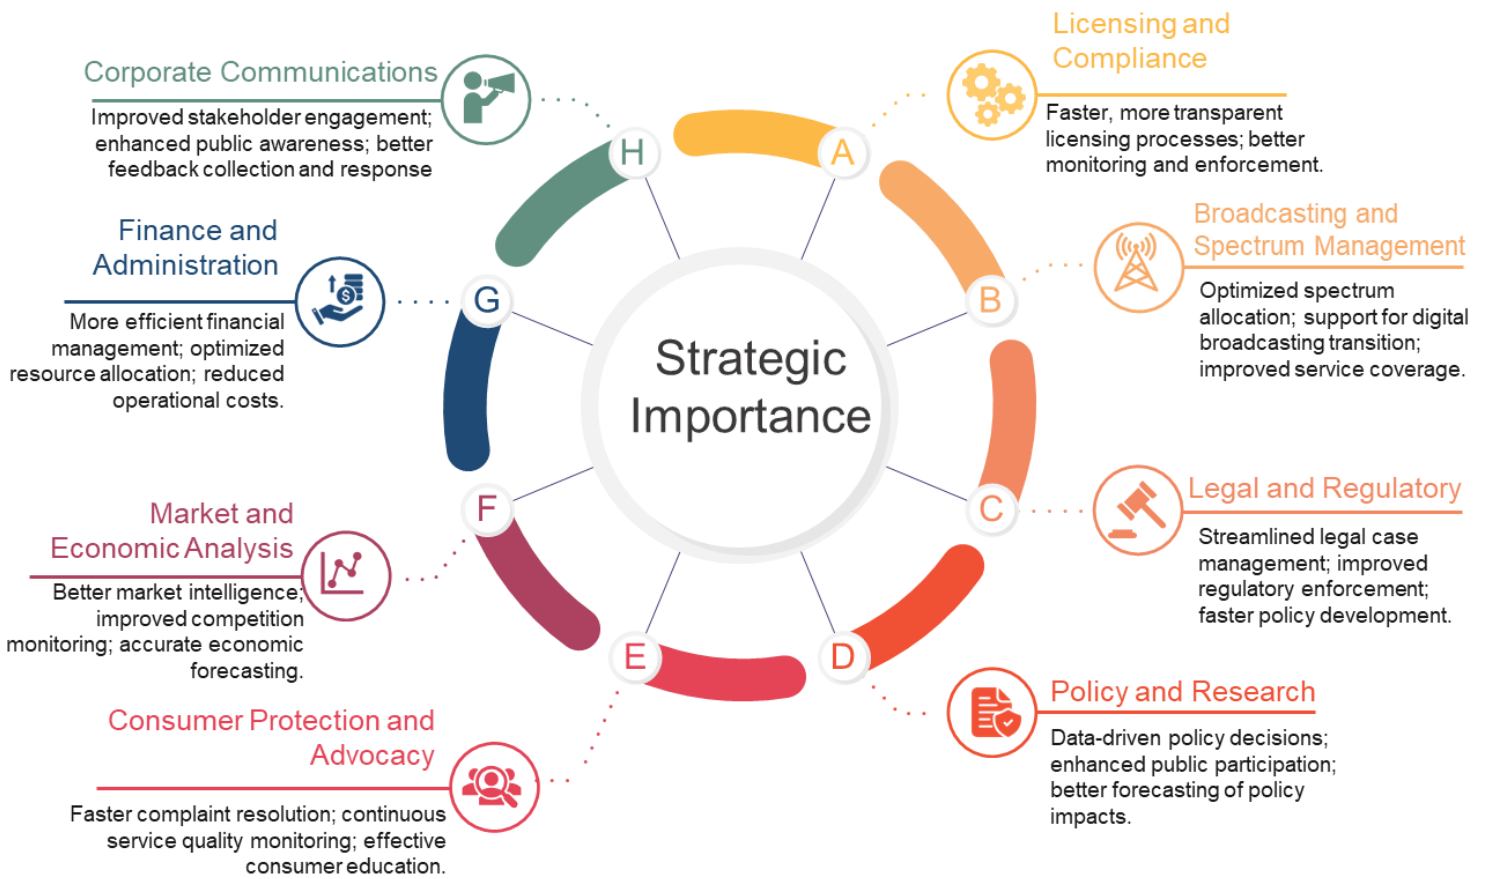 Strategic
Importance
A
Licensing and
Compliance
Faster, more transparent
licensing processes; better
monitoring and enforcement.
B
Broadcasting and
Spectrum Management
Optimized spectrum
allocation; support for digital
broadcasting transition;
improved service coverage.
C
Legal and Regulatory
Streamlined legal case
management; improved
regulatory enforcement;
faster policy development.
D
Policy and Research
Data-driven policy decisions;
enhanced public participation;
better forecasting of policy
impacts.
E
Consumer Protection and
Advocacy
Faster complaint resolution; continuous
service quality monitoring; effective
consumer education.
F
Market and
Economic Analysis
Better market intelligence;
improved competition
monitoring; accurate economic
forecasting.
G
Finance and
Administration
$
More efficient financial
management; optimized
resource allocation; reduced
operational costs.
H
Corporate Communications
Improved stakeholder engagement;
enhanced public awareness; better
feedback collection and response